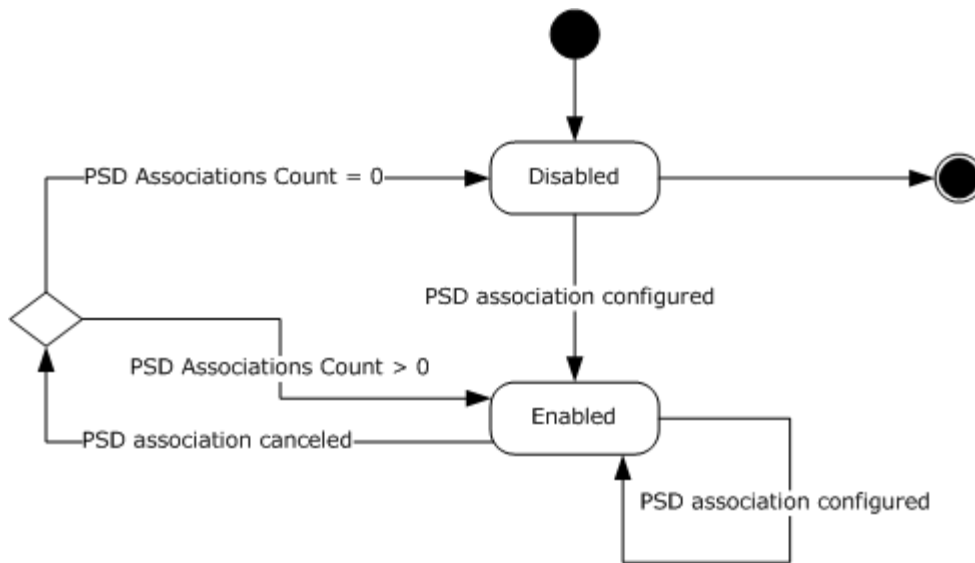 PSD Associations Count = 0
Disabled
PSD association configured
PSD Associations Count > 0
Enabled
PSD association canceled
PSD association configured